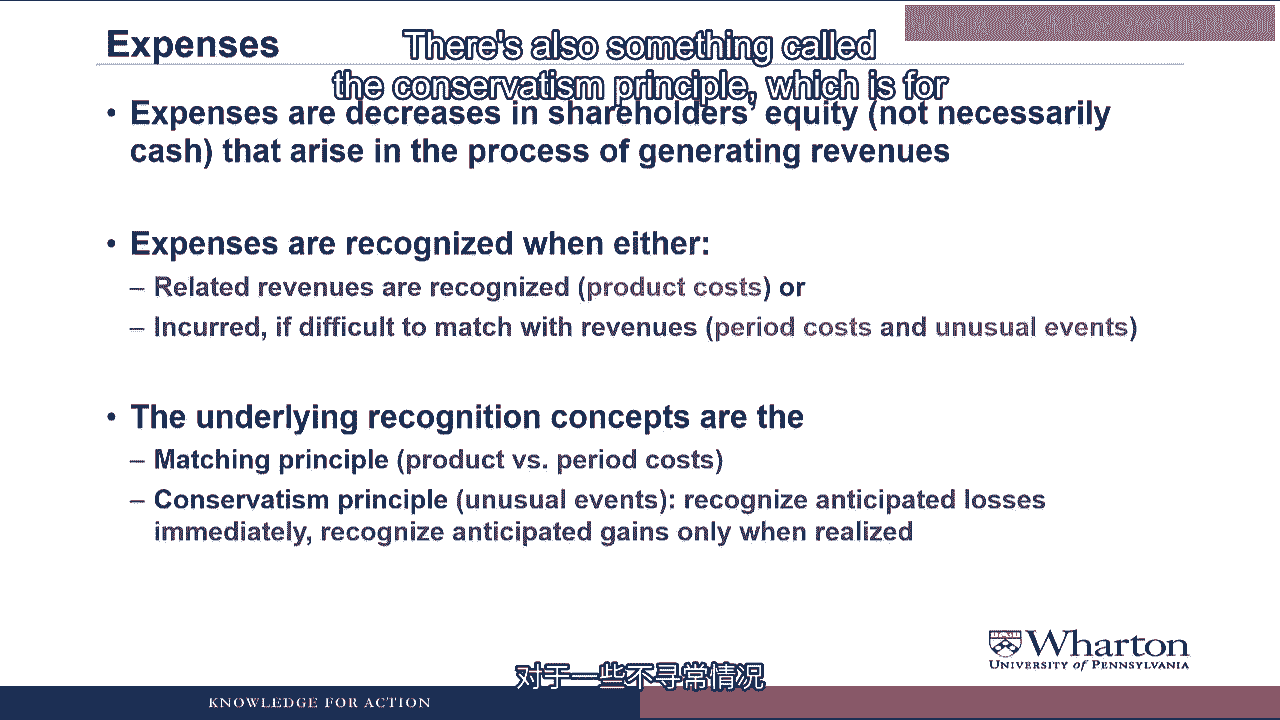 Expenses
There's also something called
the conservatism principle, which is for
• Expenses are decreases in shareholders' equity (not necessarily
cash) that arise in the process of generating revenues
• Expenses are recognized when either:
– Related revenues are recognized (product costs) or
– Incurred, if difficult to match with revenues (period costs and unusual events)
• The underlying recognition concepts are the
– Matching principle (product vs. period costs)
– Conservatism principle (unusual events): recognize anticipated losses
immediately, recognize anticipated gains only when realized
Wharton
UNIVERSITY of PENNSYLVANIA
对于一些不寻常情况
KNOWLEDGE FOR ACTION